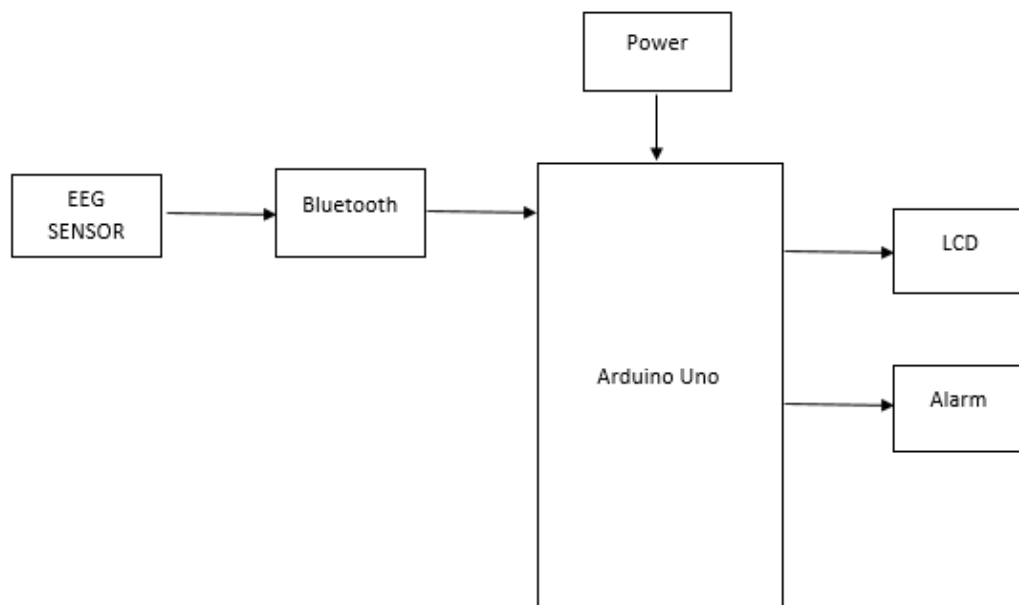 Power
EEG
SENSOR
Bluetooth
LCD
Arduino Uno
Alarm